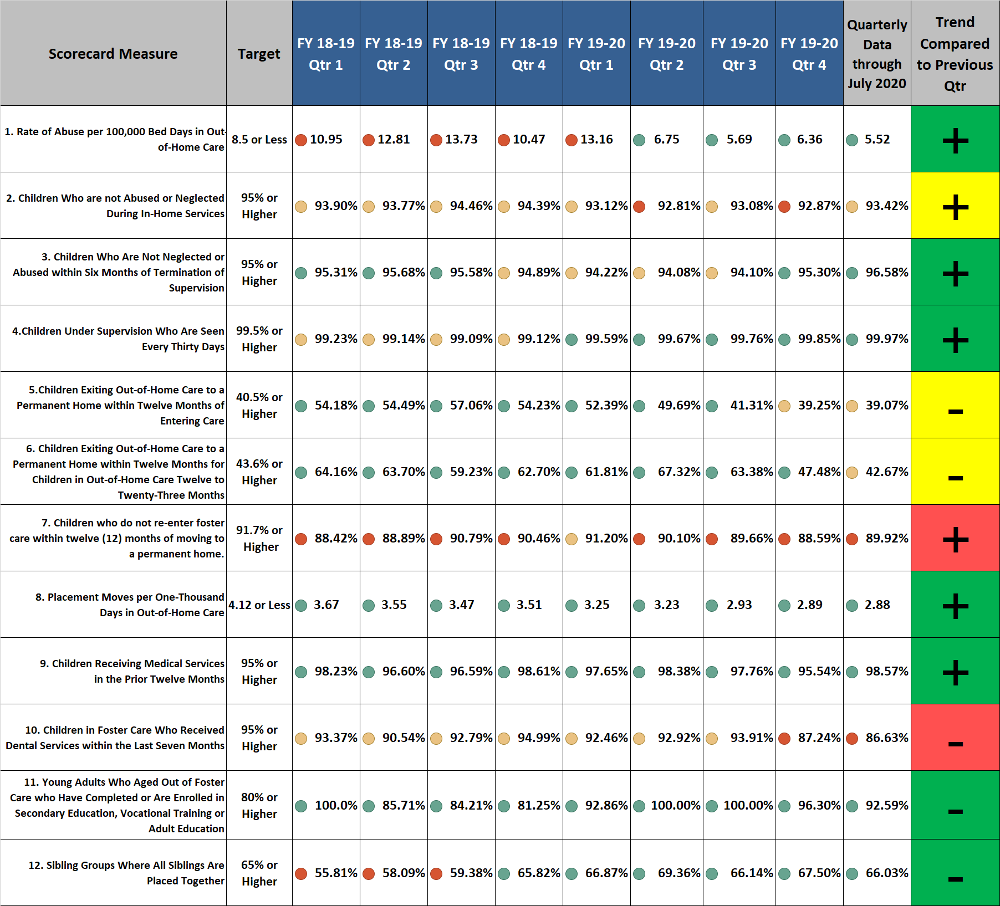 Scorecard Measure
Target
FY 18-19
Qtr 1
FY 18-19
Qtr 2
FY 18-19
Qtr 3
FY 18-19
Qtr 4
FY 19-20
Qtr 1
FY 19-20
Qtr 2
FY 19-20
Qtr 3
FY 19-20
Qtr 4
Quarterly
Data
through
July 2020
Trend
Compared
to Previous
Qtr
1. Rate of Abuse per 100,000 Bed Days in Out-
of-Home Care
8.5 or Less
10.95
12.81
13.73
10.47
13.16
6.75
5.69
6.36
5.52
+
2. Children Who are not Abused or Neglected
During In-Home Services
95% or
Higher
93.90%
93.77%
94.46%
94.39%
93.12%
92.81%
93.08%
92.87%
93.42%
+
3. Children Who Are Not Neglected or
Abused within Six Months of Termination of
Supervision
95% or
Higher
95.31%
95.68%
95.58%
94.89%
94.22%
94.08%
94.10%
95.30%
96.58%
+
4.Children Under Supervision Who Are Seen
Every Thirty Days
99.5% or
Higher
99.23%
99.14%
99.09%
99.12%
99.59%
99.67%
99.76%
99.85%
99.97%
+
5.Children Exiting Out-of-Home Care to a
Permanent Home within Twelve Months of
Entering Care
40.5% or
Higher
54.18%
54.49%
57.06%
54.23%
52.39%
49.69%
41.31%
39.25%
39.07%
-
6. Children Exiting Out-of-Home Care to a
Permanent Home within Twelve Months for
Children in Out-of-Home Care Twelve to
Twenty-Three Months
43.6% or
Higher
64.16%
63.70%
59.23%
62.70%
61.81%
67.32%
63.38%
47.48%
42.67%
-
7. Children who do not re-enter foster
care within twelve (12) months of moving to
a permanent home.
91.7% or
Higher
88.42%
88.89%
90.79%
90.46%
91.20%
90.10%
89.66%
88.59%
89.92%
+
8. Placement Moves per One-Thousand
Days in Out-of-Home Care
4.12 or Less
3.67
3.55
3.47
3.51
3.25
3.23
2.93
2.89
2.88
+
9. Children Receiving Medical Services
in the Prior Twelve Months
95% or
Higher
98.23%
96.60%
96.59%
98.61%
97.65%
98.38%
97.76%
95.54%
98.57%
+
10. Children in Foster Care Who Received
Dental Services within the Last Seven Months
95% or
Higher
93.37%
90.54%
92.79%
94.99%
92.46%
92.92%
93.91%
87.24%
86.63%
-
11. Young Adults Who Aged Out of Foster
Care who Have Completed or Are Enrolled in
Secondary Education, Vocational Training or
Adult Education
80% or
Higher
100.0%
85.71%
84.21%
81.25%
92.86%
100.00%
100.00%
96.30%
92.59%
-
12. Sibling Groups Where All Siblings Are
Placed Together
65% or
Higher
55.81%
58.09%
59.38%
65.82%
66.87%
69.36%
66.14%
67.50%
66.03%
-